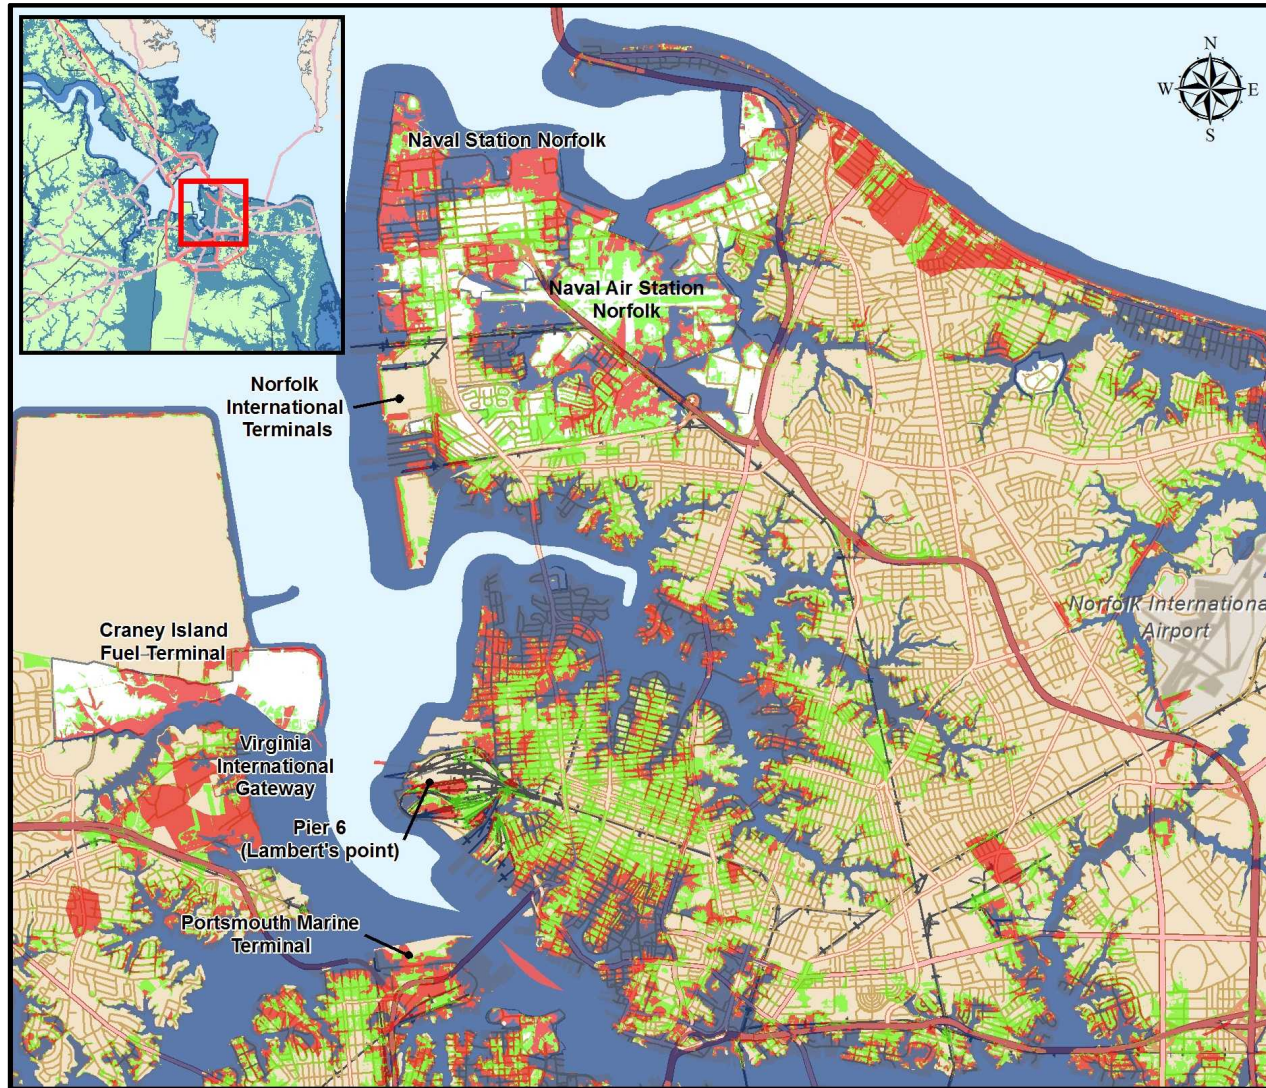 N
W
E
S
Naval Station Norfolk
Naval Air Station
Norfolk
Norfolk
International
Terminals
Norfolk Internationa
Airport
Craney Island
Fuel Terminal
Virginia
International
Gateway
Pier 6
(Lambert's point)
Portsmouth Marine
Terminal